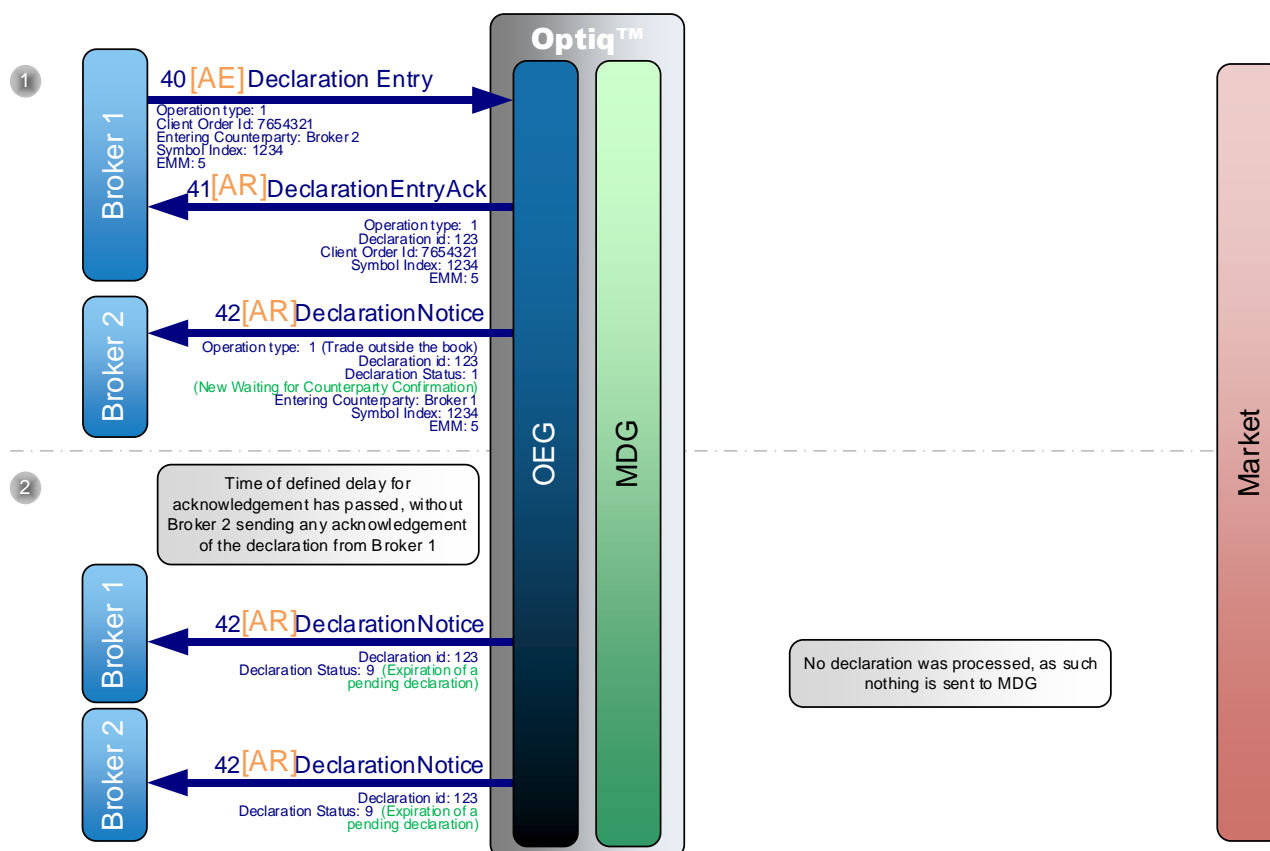 Optiq™
1
Broker 1
40 [AE] Declaration Entry
Operation type: 1
Client Order Id: 7654321
Entering Counterparty: Broker 2
Symbol Index: 1234
EMM: 5
41[AR]DeclarationEntryAck
Operation type: 1
Declaration id: 123
Client Order Id: 7654321
Symbol Index: 1234
EMM: 5
Broker 2
42[AR]DeclarationNotice
Operation type: 1 (Trade outside the book)
Declaration id: 123
Declaration Status: 1
(New Waiting for Counterparty Confirmation)
Entering Counterparty: Broker 1
Symbol Index: 1234
EMM: 5
OEG
MDG
Market
2
Time of defined delay for
acknowledgement has passed, without
Broker 2 sending any acknowledgement
of the declaration from Broker 1
Broker 1
42[AR]DeclarationNotice
Declaration id: 123
Declaration Status: 9 (Expiration of a
pending declaration)
No declaration was processed, as such
nothing is sent to MDG
Broker 2
42[AR]DeclarationNotice
Declaration id: 123
Declaration Status: 9 (Expiration of a
pending declaration)